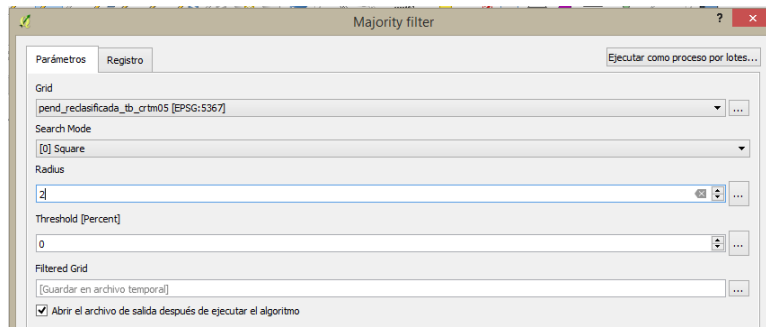 Majority filter
?
Parámetros Registro Ejecutar como proceso por lotes...
Grid
pend_reclasificada_tb_crtm05 [EPSG:5367] ...
Search Mode
[0] Square
Radius
2 ...
Threshold [Percent]
0 ...
Filtered Grid
[Guardar en archivo temporal] ...
Abrir el archivo de salida después de ejecutar el algoritmo